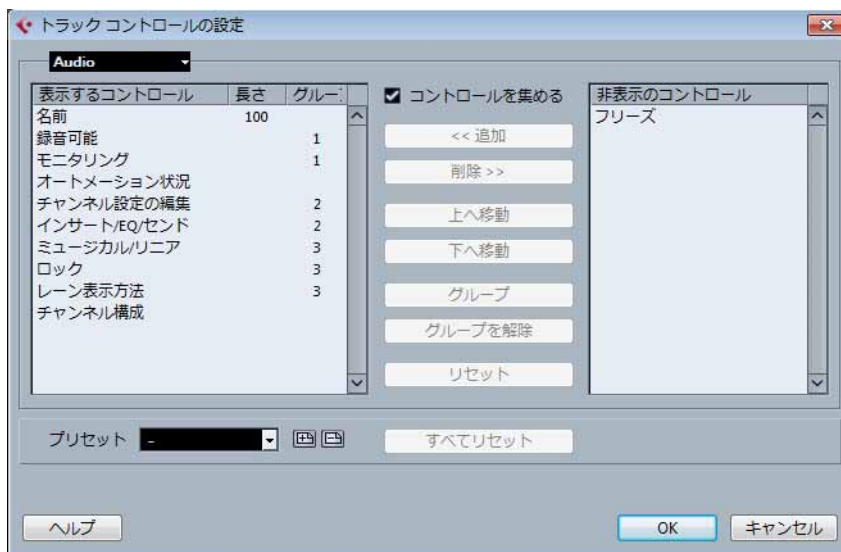 トラック コントロールの設定
Audio
表示するコントロール 長さ グルー
名前 100
録音可能 1
モニタリング 1
オートメーション状況
チャンネル設定の編集 2
インサート/EQ/センド 2
ミュージカル/リニア 3
ロック 3
レーン表示方法 3
チャンネル構成
コントロールを集める
<< 追加
削除 >>
上へ移動
下へ移動
グループ
グループを解除
リセット
非表示のコントロール
フリーズ
プリセット –
すべてリセット
ヘルプ
OK
キャンセル